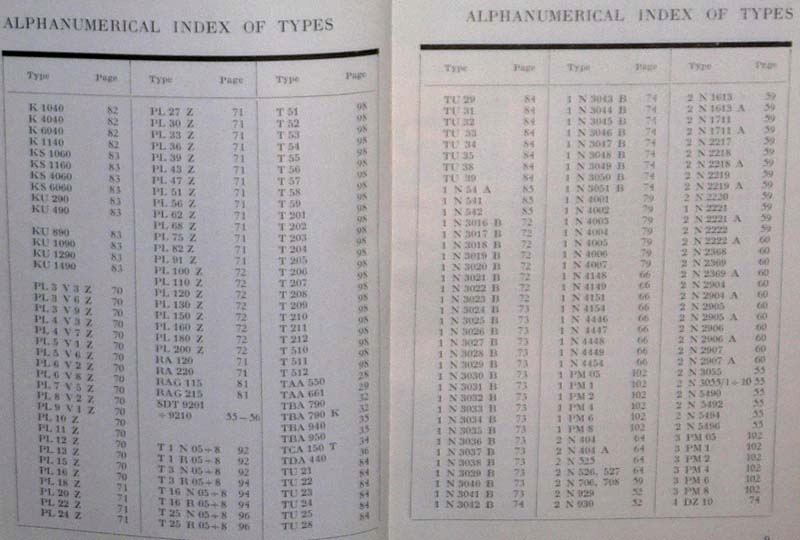 ALPHANUMERICAL INDEX OF TYPES
Type Page
K 1040 82
K 4040 82
K 6040 82
K 1140 82
KS 1060 83
KS 1160 83
KS 4060 83
KS 6060 83
KU 290 83
KU 490 83
KU 890 83
KU 1090 83
KU 1290 83
KU 1490 83
PL 3 V 3 Z 70
PL 3 V 6 Z 70
PL 3 V 9 Z 70
PL 4 V 3 Z 70
PL 4 V 7 Z 70
PL 5 V 1 Z 70
PL 5 V 6 Z 70
PL 6 V 2 Z 70
PL 6 V 8 Z 70
PL 7 V 5 Z 70
PL 8 V 2 Z 70
PL 9 V 1 Z 70
PL 10 Z 70
PL 11 Z 70
PL 12 Z 70
PL 13 Z 70
PL 15 Z 70
PL 16 Z 70
PL 18 Z 71
PL 20 Z 71
PL 22 Z 71
PL 24 Z 71
Type Page
PL 27 Z 71
PL 30 Z 71
PL 33 Z 71
PL 36 Z 71
PL 39 Z 71
PL 43 Z 71
PL 47 Z 71
PL 51 Z 71
PL 56 Z 71
PL 62 Z 71
PL 68 Z 71
PL 75 Z 71
PL 82 Z 71
PL 91 Z 71
PL 100 Z 72
PL 110 Z 72
PL 120 Z 72
PL 130 Z 72
PL 150 Z 72
PL 160 Z 72
PL 180 Z 72
PL 200 Z 72
RA 120
RA 220
RAG 115 81
RAG 215 81
SDT 9201
÷9210 55-56
T 1 N 05÷8 92
T 1 R 05÷8 92
T 3 N 05÷8 94
T 3 R 05÷8 94
T 16 N 05÷8 94
T 16 R 05÷8 94
T 25 N 05÷8 96
T 25 R 05÷8 96
Type Page
T 51 98
T 52 98
T 53 98
T 54 98
T 55 98
T 56 98
T 57 98
T 58 98
T 59 98
T 201 98
T 202 98
T 203 98
T 204 98
T 205 98
T 206 98
T 207 98
T 208 98
T 209 98
T 210 98
T 211 98
T 212 98
T 510 98
T 511 98
T 512 98
TAA 550 28
TAA 661 29
TBA 790 32
TBA 790 K 32
TBA 940 35
TBA 950 35
TCA 150 T 34
TDA 440 36
TU 21 84
TU 22 84
TU 23 84
TU 24 84
TU 25 84
TU 28 84
ALPHANUMERICAL INDEX OF TYPES
Type Page
TU 29 84
TU 31 84
TU 32 84
TU 33 84
TU 34 84
TU 35 84
TU 38 84
TU 39 84
1 N 54 A 85
1 N 541 85
1 N 542 85
1 N 3016 B 72
1 N 3017 B 72
1 N 3018 B 72
1 N 3019 B 72
1 N 3020 B 72
1 N 3021 B 72
1 N 3022 B 72
1 N 3023 B 72
1 N 3024 B 73
1 N 3025 B 73
1 N 3026 B 73
1 N 3027 B 73
1 N 3028 B 73
1 N 3029 B 73
1 N 3030 B 73
1 N 3031 B 73
1 N 3032 B 73
1 N 3033 B 73
1 N 3034 B 73
1 N 3035 B 73
1 N 3036 B 73
1 N 3037 B 73
1 N 3038 B 73
1 N 3039 B 73
1 N 3040 B 73
1 N 3041 B 73
1 N 3042 B 74
Type Page
1 N 3043 B 74
1 N 3044 B 74
1 N 3045 B 74
1 N 3046 B 74
1 N 3047 B 74
1 N 3048 B 74
1 N 3049 B 74
1 N 3050 B 74
1 N 3051 B 74
1 N 4001 79
1 N 4002 79
1 N 4003 79
1 N 4004 79
1 N 4005 79
1 N 4006 79
1 N 4007 79
1 N 4148 66
1 N 4149 66
1 N 4151 66
1 N 4154 66
1 N 4446 66
1 N 4447 66
1 N 4448 66
1 N 4449 66
1 N 4454 66
1 PM 05 102
1 PM 1 102
1 PM 2 102
1 PM 4 102
1 PM 6 102
1 PM 8 102
2 N 404 64
2 N 404 A 64
2 N 525 64
2 N 526, 527 64
2 N 706, 708 59
2 N 929 52
2 N 930 52
Type Page
2 N 1613 59
2 N 1613 A 59
2 N 1711 59
2 N 1711 A 59
2 N 2217 59
2 N 2218 59
2 N 2218 A 59
2 N 2219 59
2 N 2219 A 59
2 N 2220 59
2 N 2221 59
2 N 2221 A 59
2 N 2222 59
2 N 2222 A 60
2 N 2368 60
2 N 2369 60
2 N 2369 A 60
2 N 2904 60
2 N 2904 A 60
2 N 2905 60
2 N 2905 A 60
2 N 2906 60
2 N 2906 A 60
2 N 2907 60
2 N 2907 A 60
2 N 3055 55
2 N 3055/1÷10 55
2 N 5490 55
2 N 5492 55
2 N 5494 55
2 N 5496 55
3 PM 05 102
3 PM 1 102
3 PM 2 102
3 PM 4 102
3 PM 6 102
3 PM 8 102
4 DZ 10 74